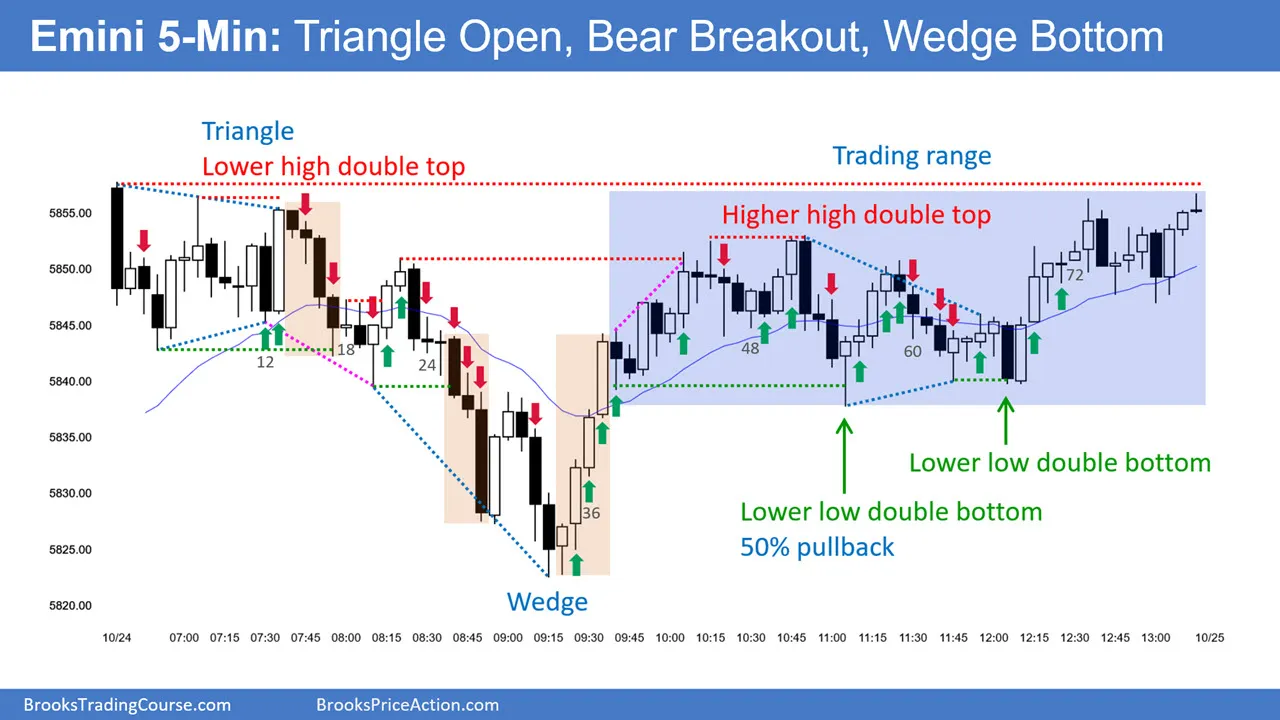 Emini 5-Min: Triangle Open, Bear Breakout, Wedge Bottom
Triangle
Lower high double top
Trading range
Higher high double top
5855.00
5850.00
5845.00
5840.00
5835.00
5830.00
5825.00
5820.00
12
18
24
36
48
60
72
Lower low double bottom
Lower low double bottom
50% pullback
Wedge
10/24 07:00 07:15 07:30 07:45 08:00 08:15 08:30 08:45 09:00 09:15 09:30 09:45 10:00 10:15 10:30 10:45 11:00 11:15 11:30 11:45 12:00 12:15 12:30 12:45 13:00 10/25
BrooksTradingCourse.com BrooksPriceAction.com